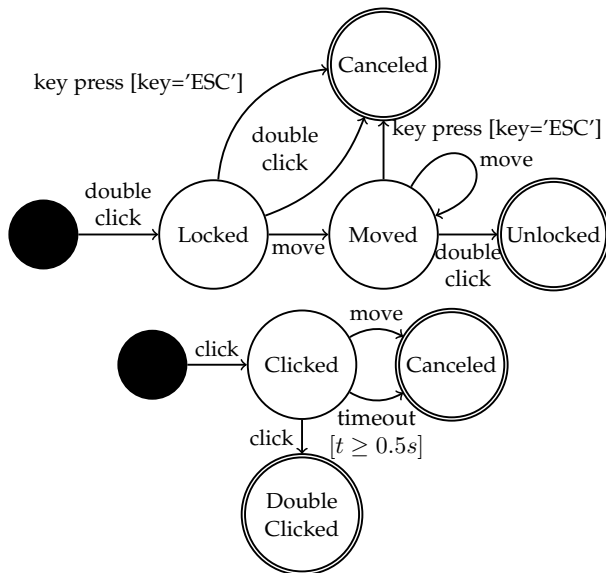 Canceled
key press [key='ESC']
double
click
key press [key='ESC']
move
double
click
Locked
move
Moved
double
click
Unlocked
move
click
Clicked
Canceled
timeout
[t ≥ 0.5s]
click
Double
Clicked